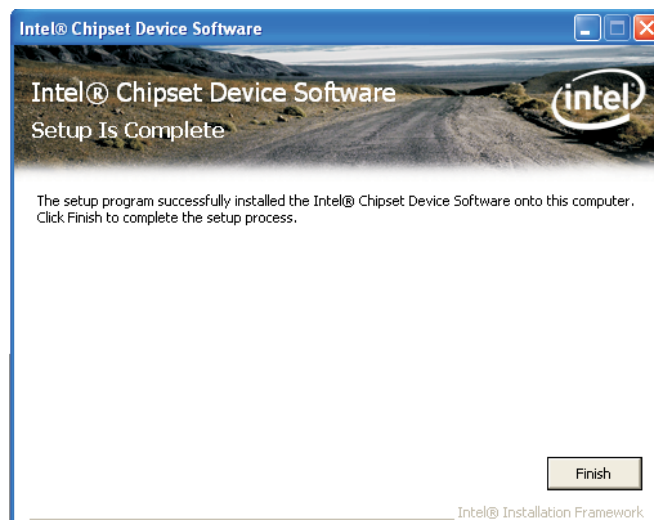 Intel® Chipset Device Software
Intel® Chipset Device Software
intel
Setup Is Complete
The setup program successfully installed the Intel® Chipset Device Software onto this computer.
Click Finish to complete the setup process.
Finish
Intel® Installation Framework